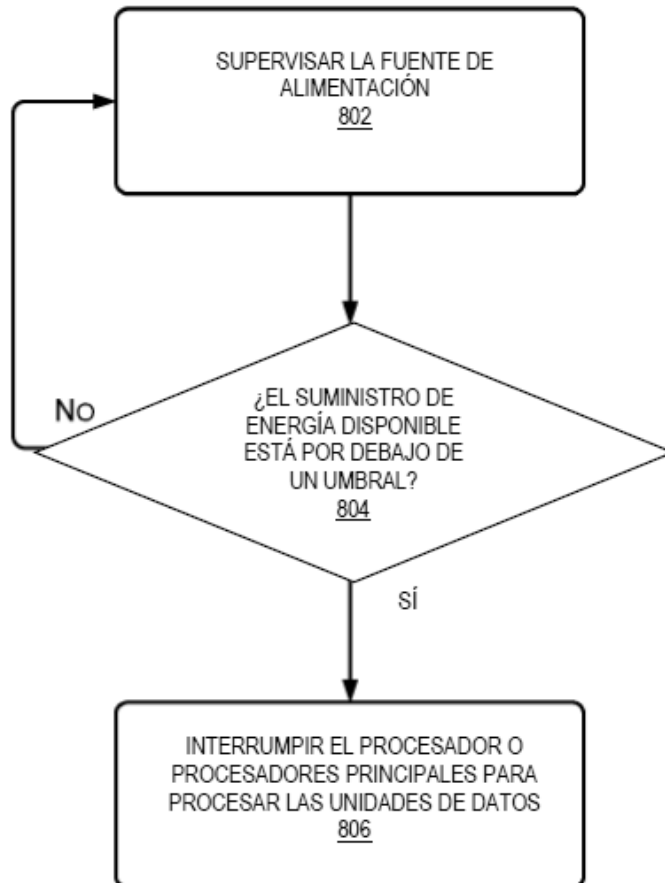 SUPERVISAR LA FUENTE DE
ALIMENTACIÓN
802
¿EL SUMINISTRO DE
ENERGÍA DISPONIBLE
ESTÁ POR DEBAJO DE
UN UMBRAL?
804
NO
SÍ
INTERRUMPIR EL PROCESADOR O
PROCESADORES PRINCIPALES PARA
PROCESAR LAS UNIDADES DE DATOS
806